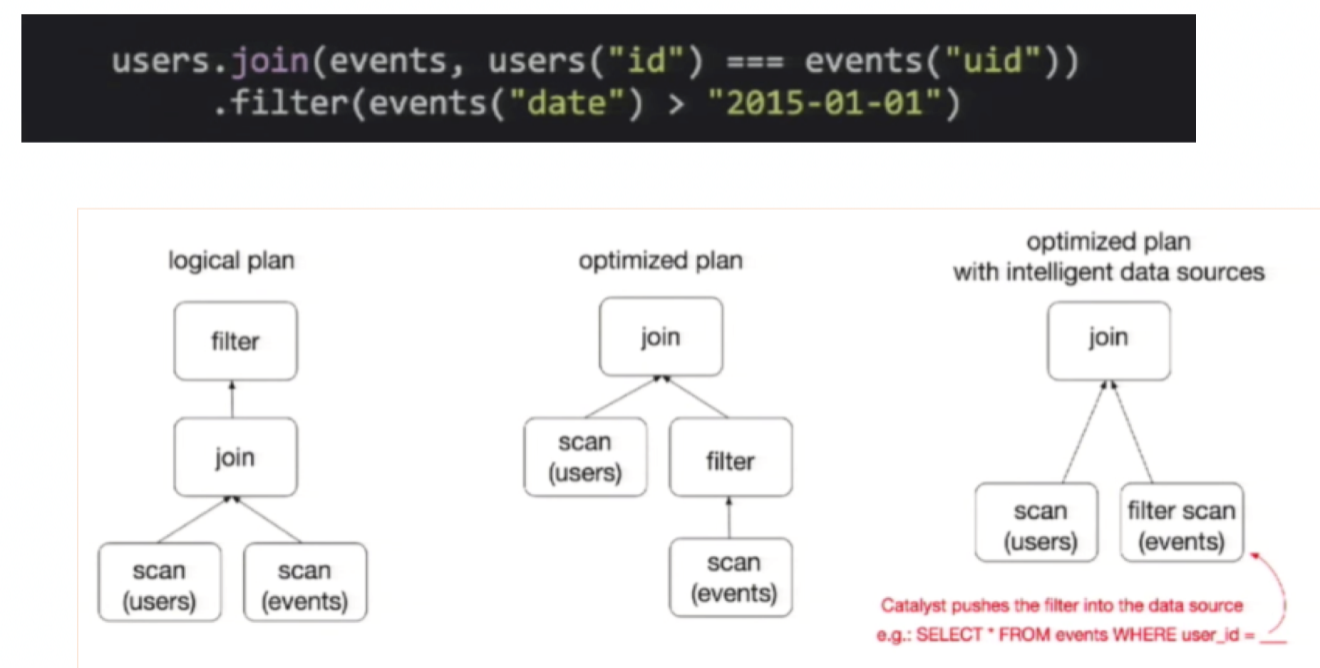 users.join(events, users("id") === events("uid"))
.filter(events("date") > "2015-01-01")
logical plan
filter
join
scan
(users)
scan
(events)
optimized plan
join
scan
(users)
filter
scan
(events)
optimized plan
with intelligent data sources
join
scan
(users)
filter scan
(events)
Catalyst pushes the filter into the data source
e.g.: SELECT * FROM events WHERE user_id = ___